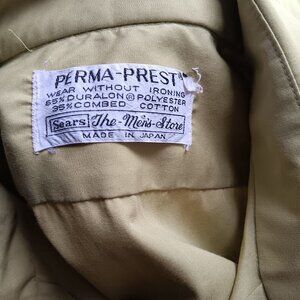 PERMA-PREST
WEAR WITHOUT IRONING
65% DURALON® POLYESTER
35% COMBED COTTON
Sears The-Men's-Store
MADE IN JAPAN